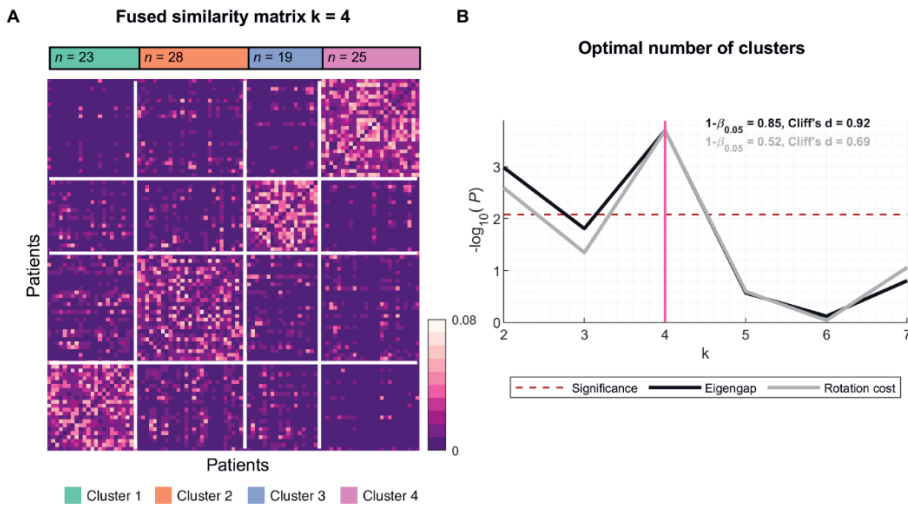 A
Fused similarity matrix k = 4
n = 23
n = 28
n = 19
n = 25
Patients
0.08
0
Patients
Cluster 1
Cluster 2
Cluster 3
Cluster 4
B
Optimal number of clusters
1-β0.05 = 0.85, Cliff's d = 0.92
1-β0.05 = 0.52, Cliff's d = 0.69
-log10(P)
3
2
1
0
2
3
4
5
6
7
k
Significance
Eigengap
Rotation cost